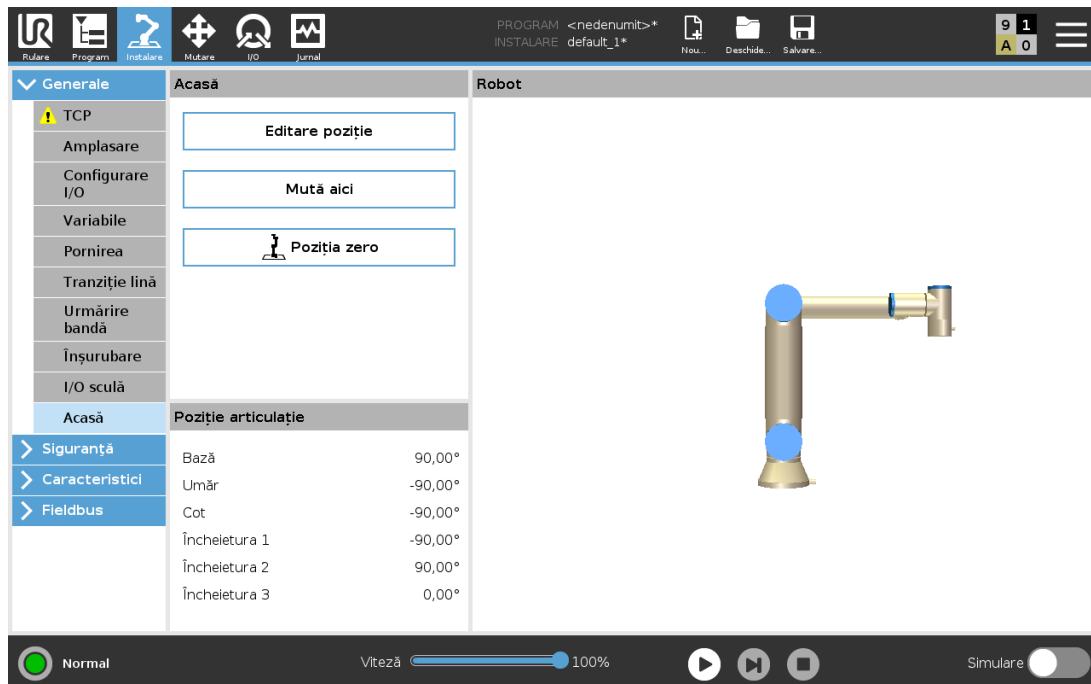 UR
Rulare
Program
Instalare
Mutare
I/O
Jurnal
PROGRAM <nedenumit>*
INSTALARE default_1*
Nou...
Deschide...
Salvare...
9 1
A 0
Generale
TCP
Amplasare
Configurare
I/O
Variabile
Pornirea
Tranziție lină
Urmărire
bandă
Înșurubare
I/O sculă
Acasă
Siguranţă
Caracteristici
Fieldbus
Acasă
Editare poziție
Mută aici
Poziția zero
Poziție articulație
Bază 90,00°
Umăr -90,00°
Cot -90,00°
Încheietura 1 -90,00°
Încheietura 2 90,00°
Încheietura 3 0,00°
Robot
Normal
Viteză 100%
Simulare